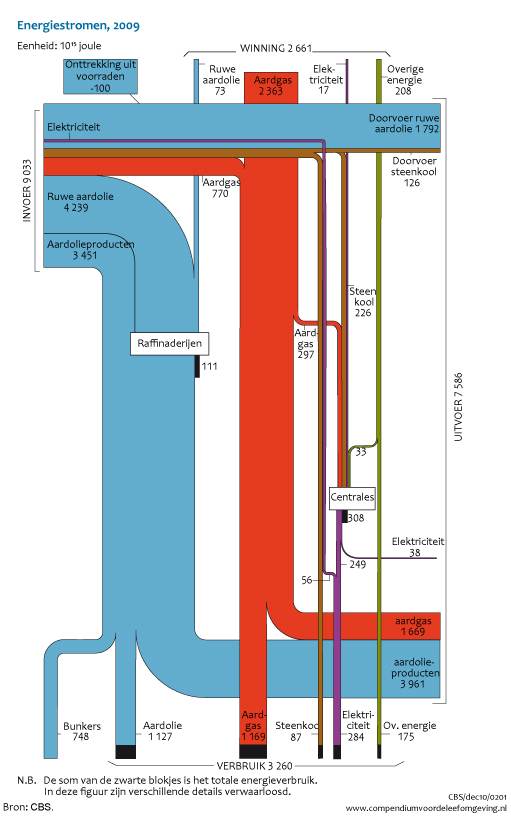 Energiestromen, 2009
Eenheid: 10¹⁵ joule
WINNING 2 661
Onttrekking uit
voorraden
-100
Ruwe
aardolie
73
Aardgas
2 363
Elek-
triciteit
17
Overige
energie
208
Elektriciteit
Doorvoer ruwe
aardolie 1 792
Doorvoer
steenkool
126
INVOER 9 033
Aardgas
770
Ruwe aardolie
4 239
Aardolieproducten
3 451
Steen
kool
226
Raffinaderijen
111
Aard-
gas
297
UITVOER 7 586
33
Centrales
308
Elektriciteit
38
249
56
aardgas
1 669
aardolie-
producten
3 961
Bunkers
748
Aardolie
1 127
Aard-
gas
1 169
Steenkool
87
Elektri-
citeit
284
Ov. energie
175
VERBRUIK 3 260
N.B. De som van de zwarte blokjes is het totale energieverbruik.
In deze figuur zijn verschillende details verwaarloosd.
CBS/dec10/0201
Bron: CBS.
www.compendiumvoordeleefomgeving.nl